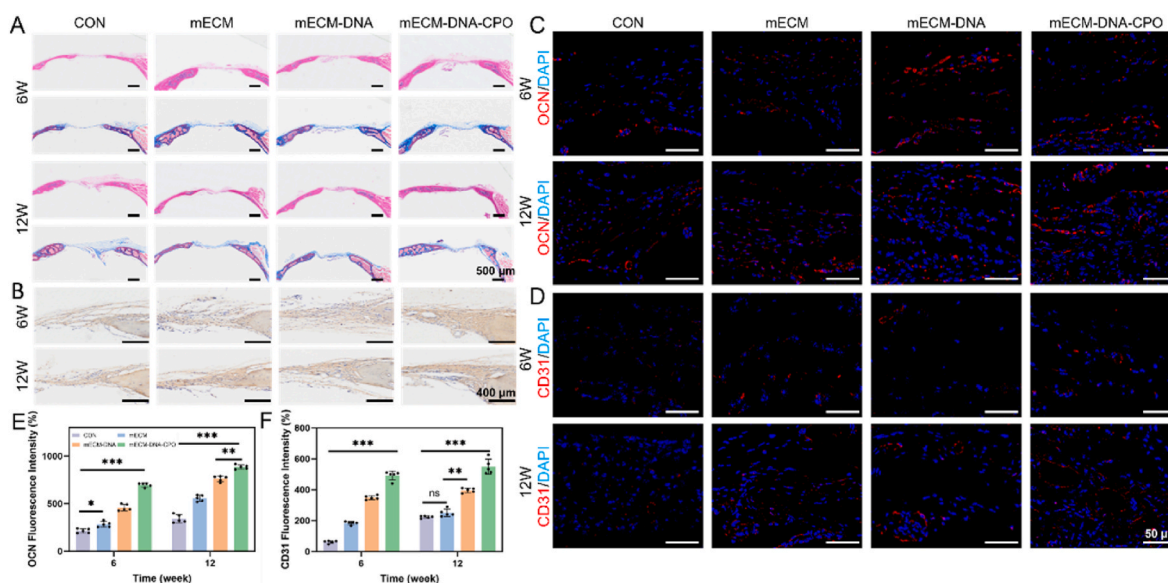 A
CON
mECM
mECM-DNA
mECM-DNA-CPO
6W
12W
500 μm
B
6W
12W
400 μm
C
CON
mECM
mECM-DNA
mECM-DNA-CPO
OCN/DAPI
6W
OCN/DAPI
12W
D
CD31/DAPI
6W
CD31/DAPI
12W
50 μm
E
OCN Fluorescence Intensity (%)
1000
500
0
CON
mECM
mECM-DNA
mECM-DNA-CPO
*
***
***
**
6
12
Time (week)
F
CD31 Fluorescence Intensity (%)
800
600
400
200
0
***
ns
**
***
6
12
Time (week)